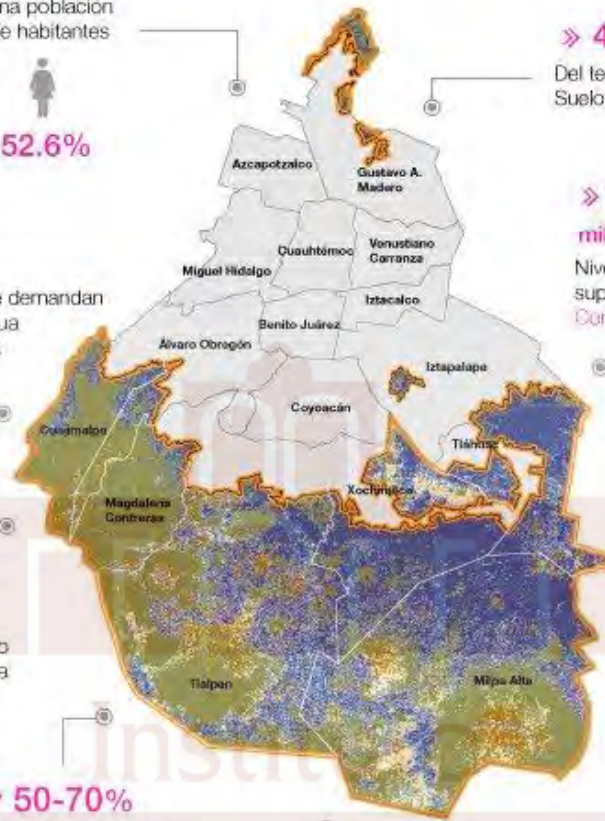 na población
e habitantes
52.6%
» 4
Del te
Suelo
»
mil
Nive
sup
Con
e demandan
ua
Azcapotzalco
Gustavo A.
Madero
Cuauhtémoc
Venustiano
Carranza
Miguel Hidalgo
Iztacalco
Benito Juárez
Álvaro Obregón
Iztapalapa
Coyoacán
Cuajimalpa
Tláhuac
Xochimilco
Magdalena
Contreras
o
a
Tlalpan
Milpa Alta
50-70%